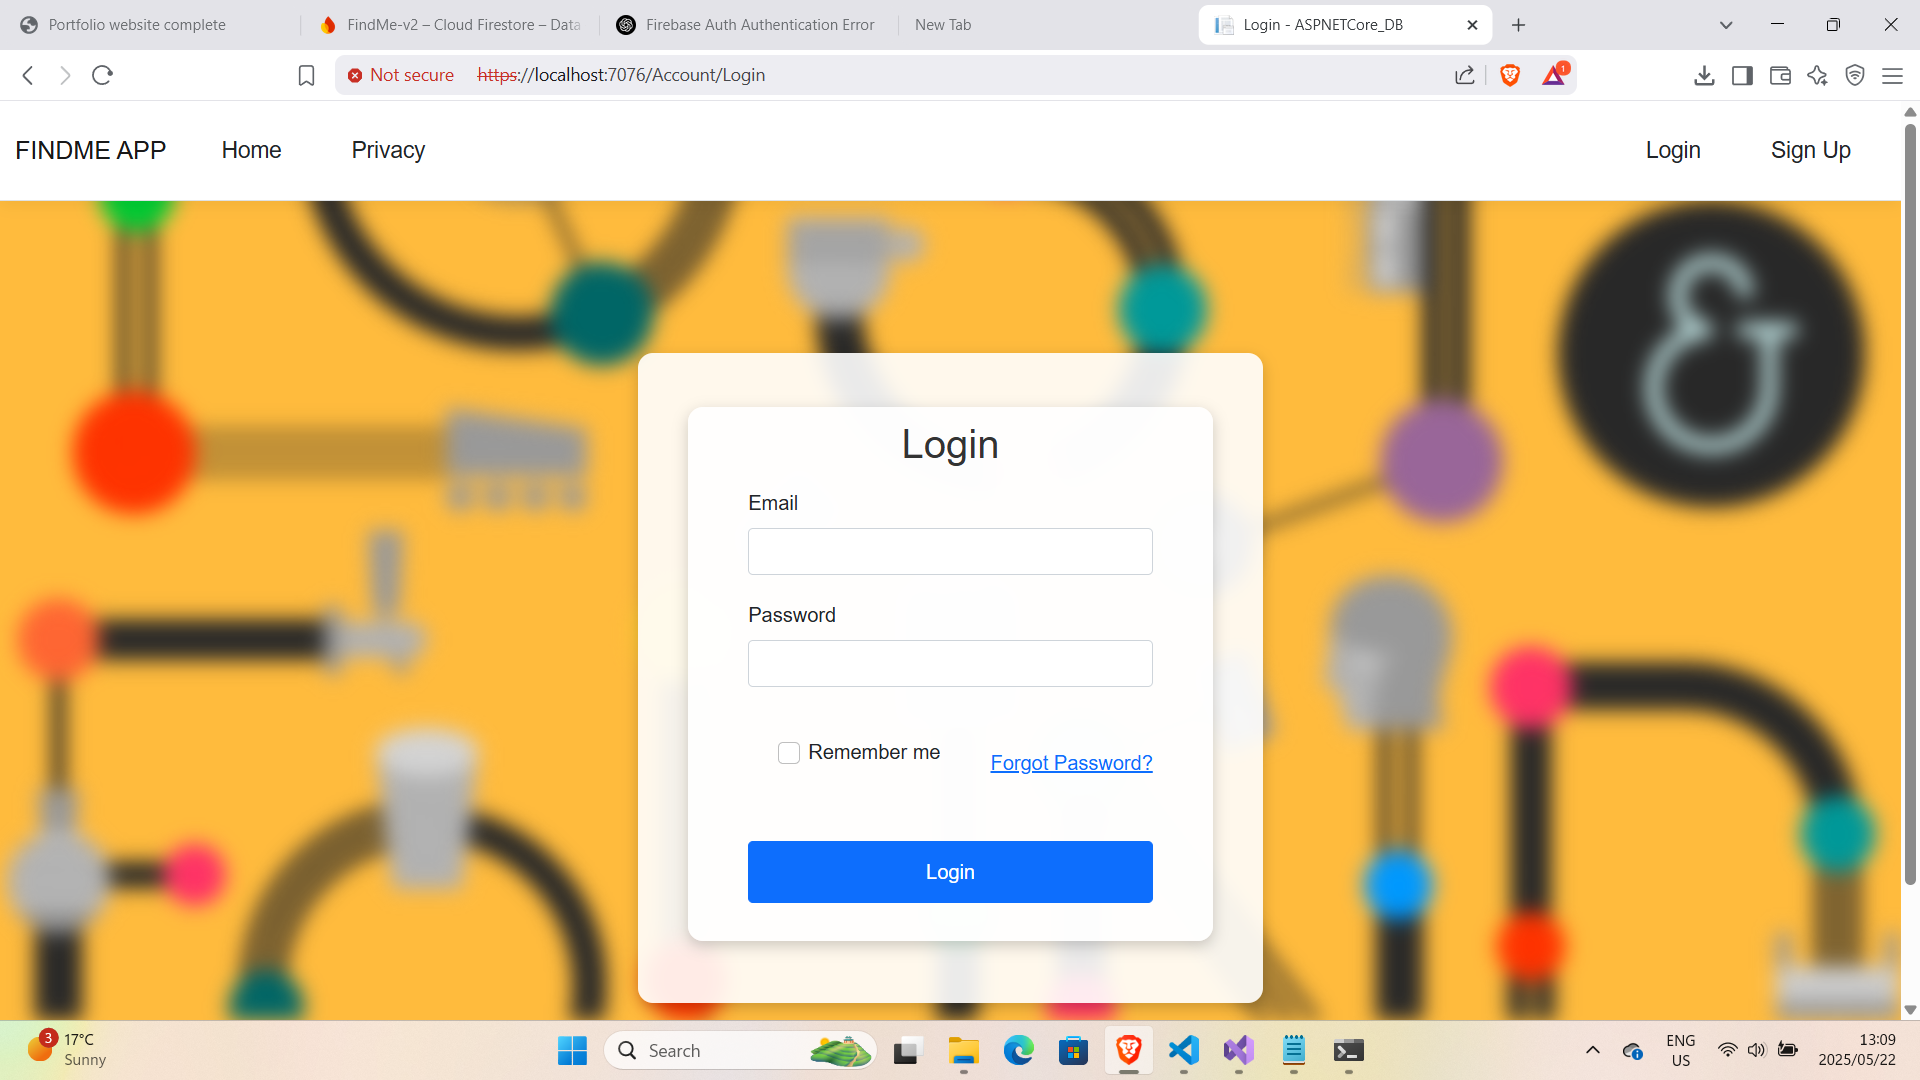 Portfolio website complete
FindMe-v2 – Cloud Firestore – Data
Firebase Auth Authentication Error
New Tab
Login - ASPNETCore_DB
Not secure https://localhost:7076/Account/Login
1
FINDME APP Home Privacy Login Sign Up
&
Login
Email
Password
Remember me Forgot Password?
Login
3
17°C
Sunny
Search
ENG
US
13:09
2025/05/22